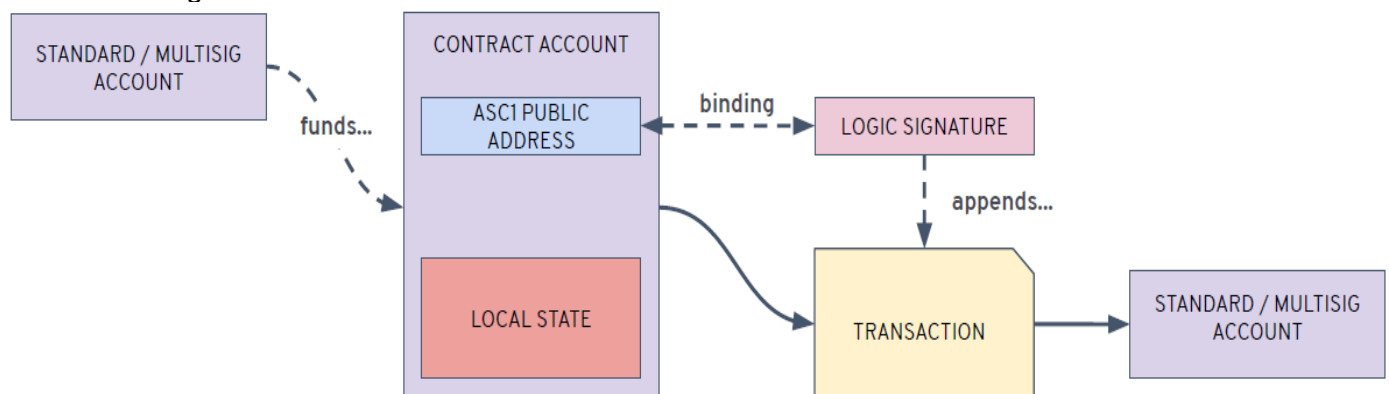 STANDARD / MULTISIG
ACCOUNT
funds...
CONTRACT ACCOUNT
ASC1 PUBLIC
ADDRESS
binding
LOGIC SIGNATURE
appends...
LOCAL STATE
TRANSACTION
STANDARD / MULTISIG
ACCOUNT